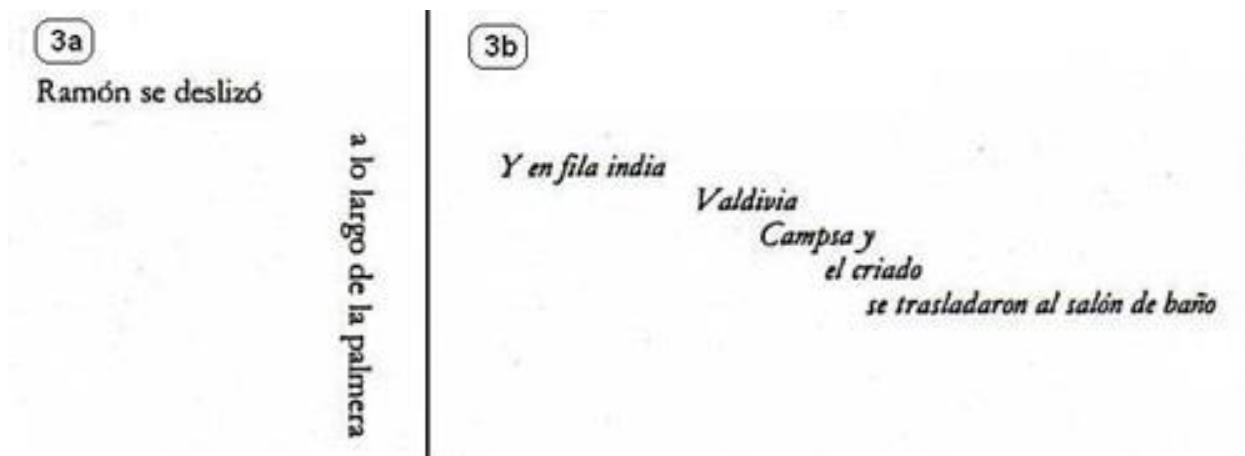 3a
Ramón se deslizó
a lo largo de la palmera
3b
Y en fila india
Valdivia
Campsa y
el criado
se trasladaron al salón de baño